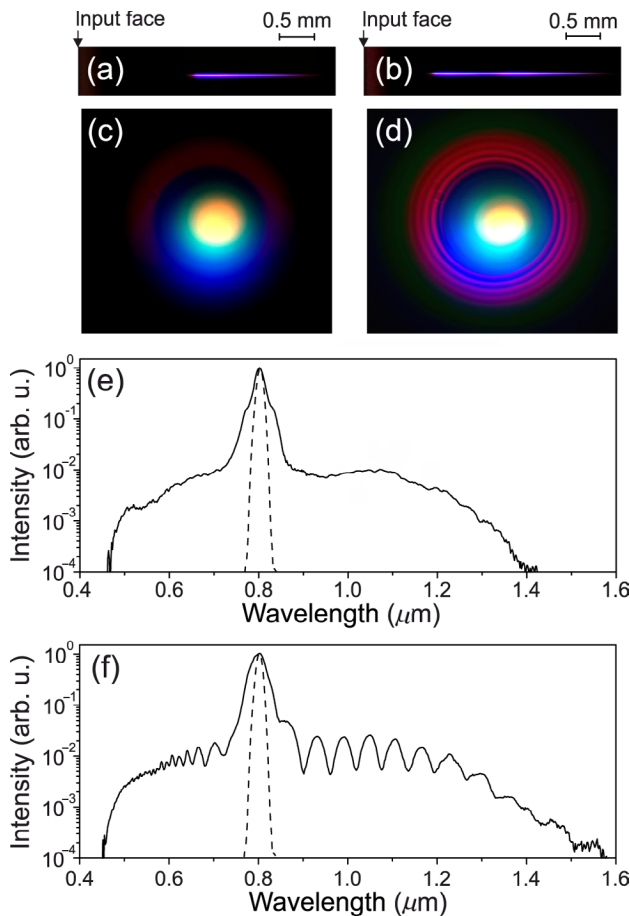 Input face 0.5 mm Input face 0.5 mm
(a) (b)
(c) (d)
(e)
Intensity (arb. u.)
10⁰
10⁻¹
10⁻²
10⁻³
10⁻⁴
0.4 0.6 0.8 1.0 1.2 1.4 1.6
Wavelength (μm)
(f)
Intensity (arb. u.)
10⁰
10⁻¹
10⁻²
10⁻³
10⁻⁴
0.4 0.6 0.8 1.0 1.2 1.4 1.6
Wavelength (μm)